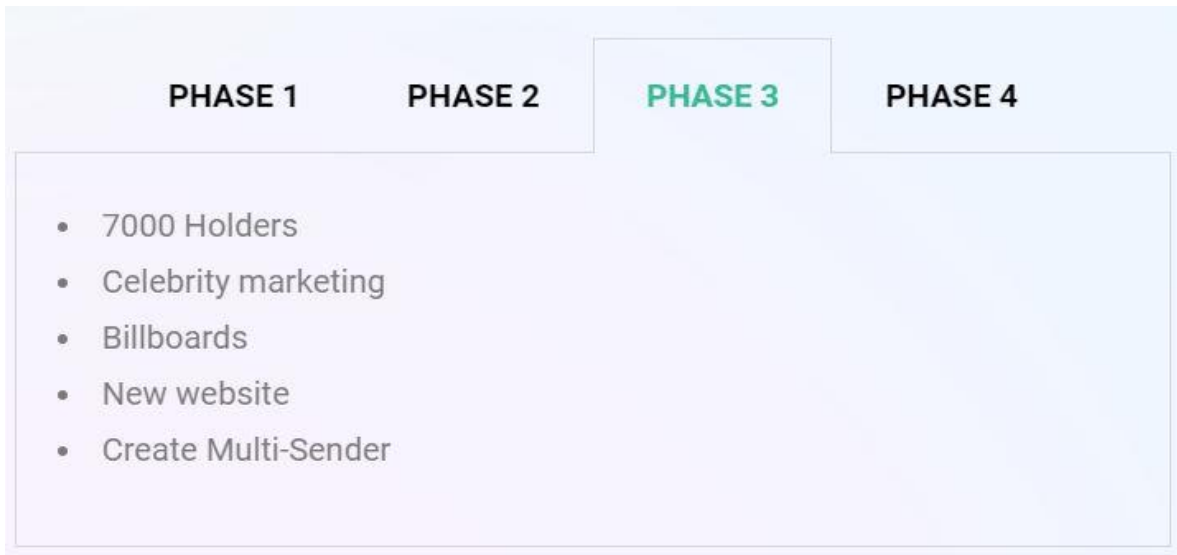 PHASE 1 PHASE 2 PHASE 3 PHASE 4
• 7000 Holders
• Celebrity marketing
• Billboards
• New website
• Create Multi-Sender